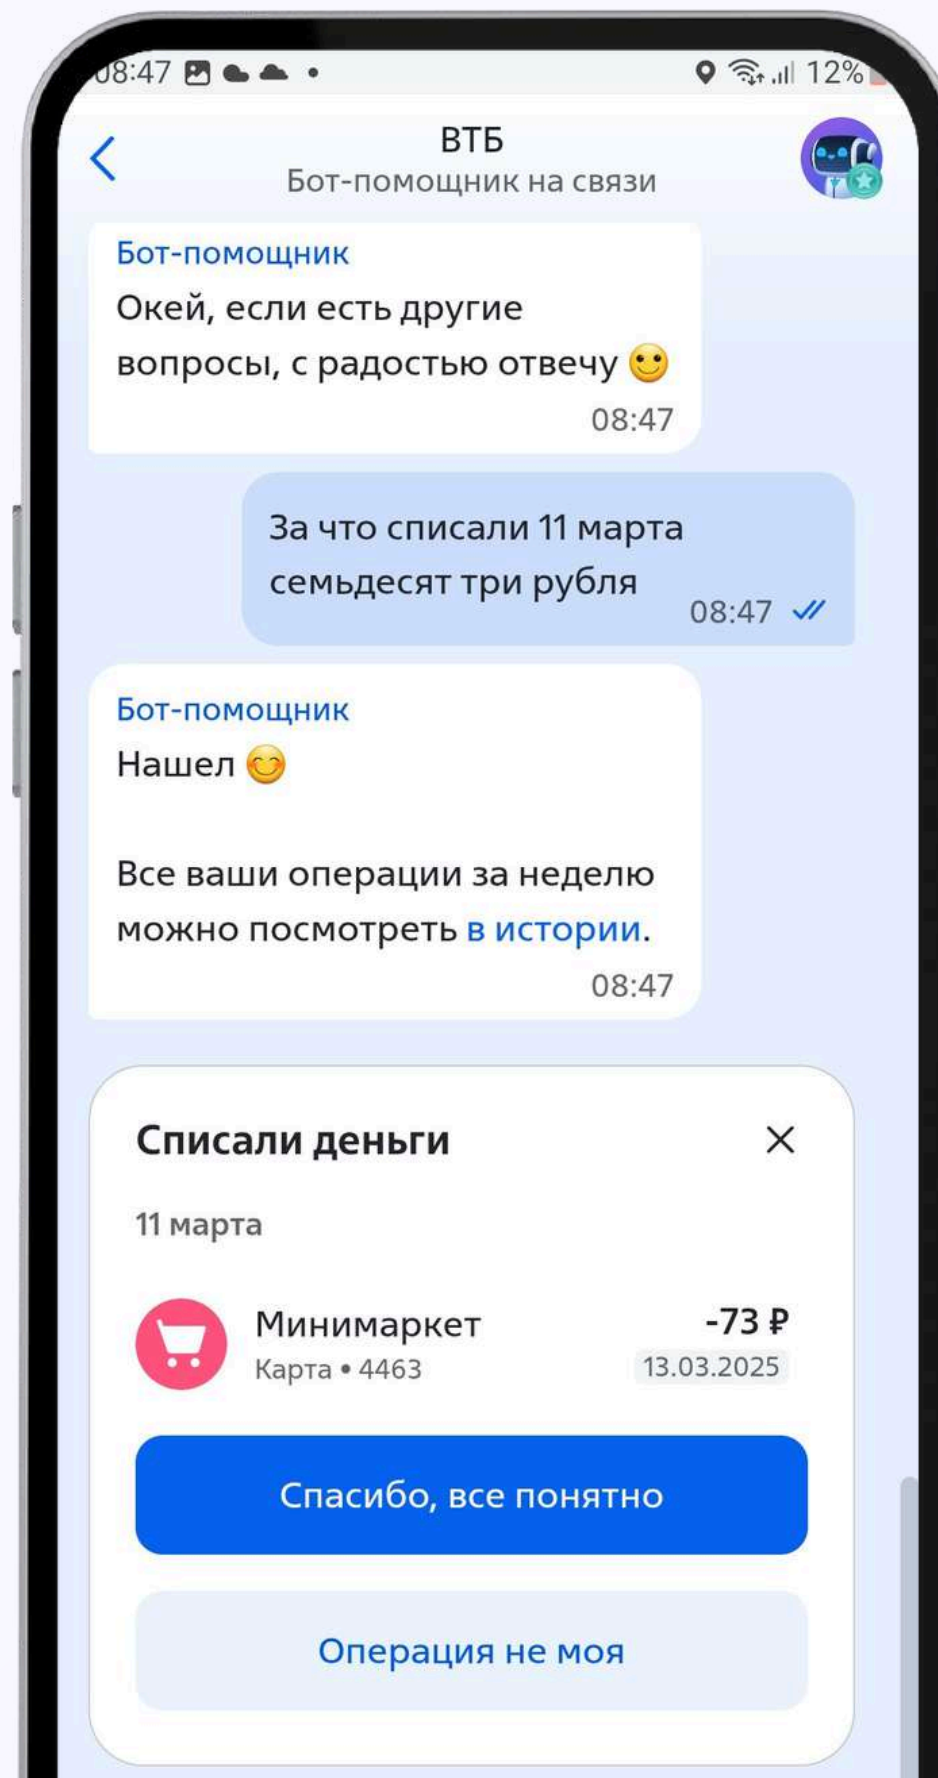 08:47
12%
ВТБ
Бот-помощник на связи
Бот-помощник
Окей, если есть другие
вопросы, с радостью отвечу
08:47
За что списали 11 марта
семьдесят три рубля
08:47
Бот-помощник
Нашел
Все ваши операции за неделю
можно посмотреть в истории.
08:47
Списали деньги
11 марта
Минимаркет
-73 ₽
Карта • 4463
13.03.2025
Спасибо, все понятно
Операция не моя